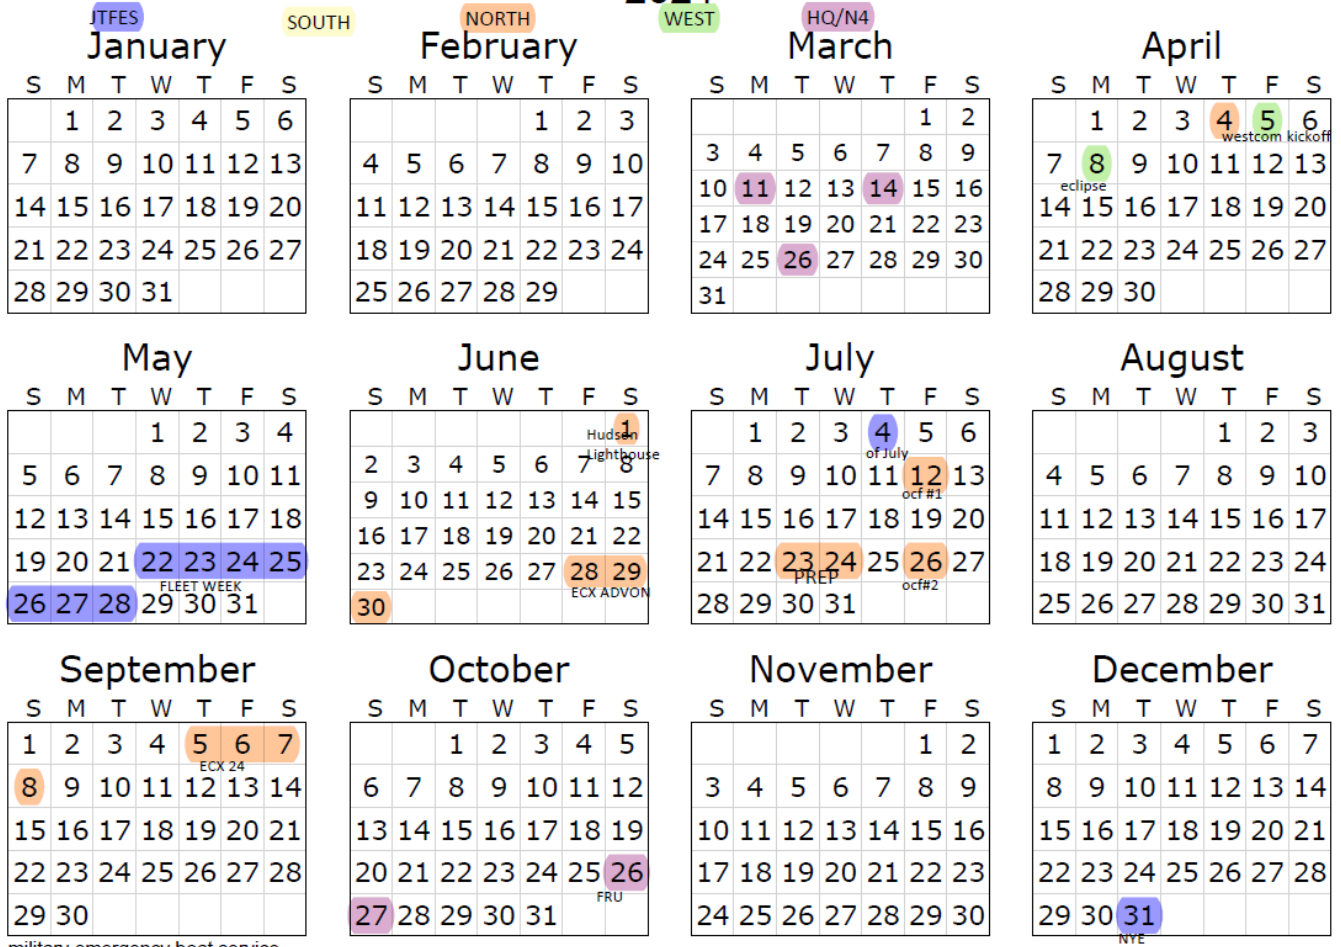 JTFES SOUTH NORTH WEST HQ/N4
January February March April
S M T W T F S S M T W T F S S M T W T F S S M T W T F S
January
1 2 3 4 5 6
7 8 9 10 11 12 13
14 15 16 17 18 19 20
21 22 23 24 25 26 27
28 29 30 31
February
1 2 3
4 5 6 7 8 9 10
11 12 13 14 15 16 17
18 19 20 21 22 23 24
25 26 27 28 29
March
1 2
3 4 5 6 7 8 9
10 11 12 13 14 15 16
17 18 19 20 21 22 23
24 25 26 27 28 29 30
31
April
1 2 3 4 5 6
westcom kickoff
7 8 9 10 11 12 13
eclipse
14 15 16 17 18 19 20
21 22 23 24 25 26 27
28 29 30
May
S M T W T F S
1 2 3 4
5 6 7 8 9 10 11
12 13 14 15 16 17 18
19 20 21 22 23 24 25
FLEET WEEK
26 27 28 29 30 31
June
S M T W T F S
1
Hudson
Lighthouse
2 3 4 5 6 7 8
9 10 11 12 13 14 15
16 17 18 19 20 21 22
23 24 25 26 27 28 29
ECX ADVON
30
July
S M T W T F S
1 2 3 4 5 6
of July
7 8 9 10 11 12 13
ocf #1
14 15 16 17 18 19 20
21 22 23 24 25 26 27
PREP
ocf#2
28 29 30 31
August
S M T W T F S
1 2 3
4 5 6 7 8 9 10
11 12 13 14 15 16 17
18 19 20 21 22 23 24
25 26 27 28 29 30 31
September
S M T W T F S
1 2 3 4 5 6 7
ECX 24
8 9 10 11 12 13 14
15 16 17 18 19 20 21
22 23 24 25 26 27 28
29 30
October
S M T W T F S
1 2 3 4 5
6 7 8 9 10 11 12
13 14 15 16 17 18 19
20 21 22 23 24 25 26
FRU
27 28 29 30 31
November
S M T W T F S
1 2
3 4 5 6 7 8 9
10 11 12 13 14 15 16
17 18 19 20 21 22 23
24 25 26 27 28 29 30
December
S M T W T F S
1 2 3 4 5 6 7
8 9 10 11 12 13 14
15 16 17 18 19 20 21
22 23 24 25 26 27 28
29 30 31
NYE